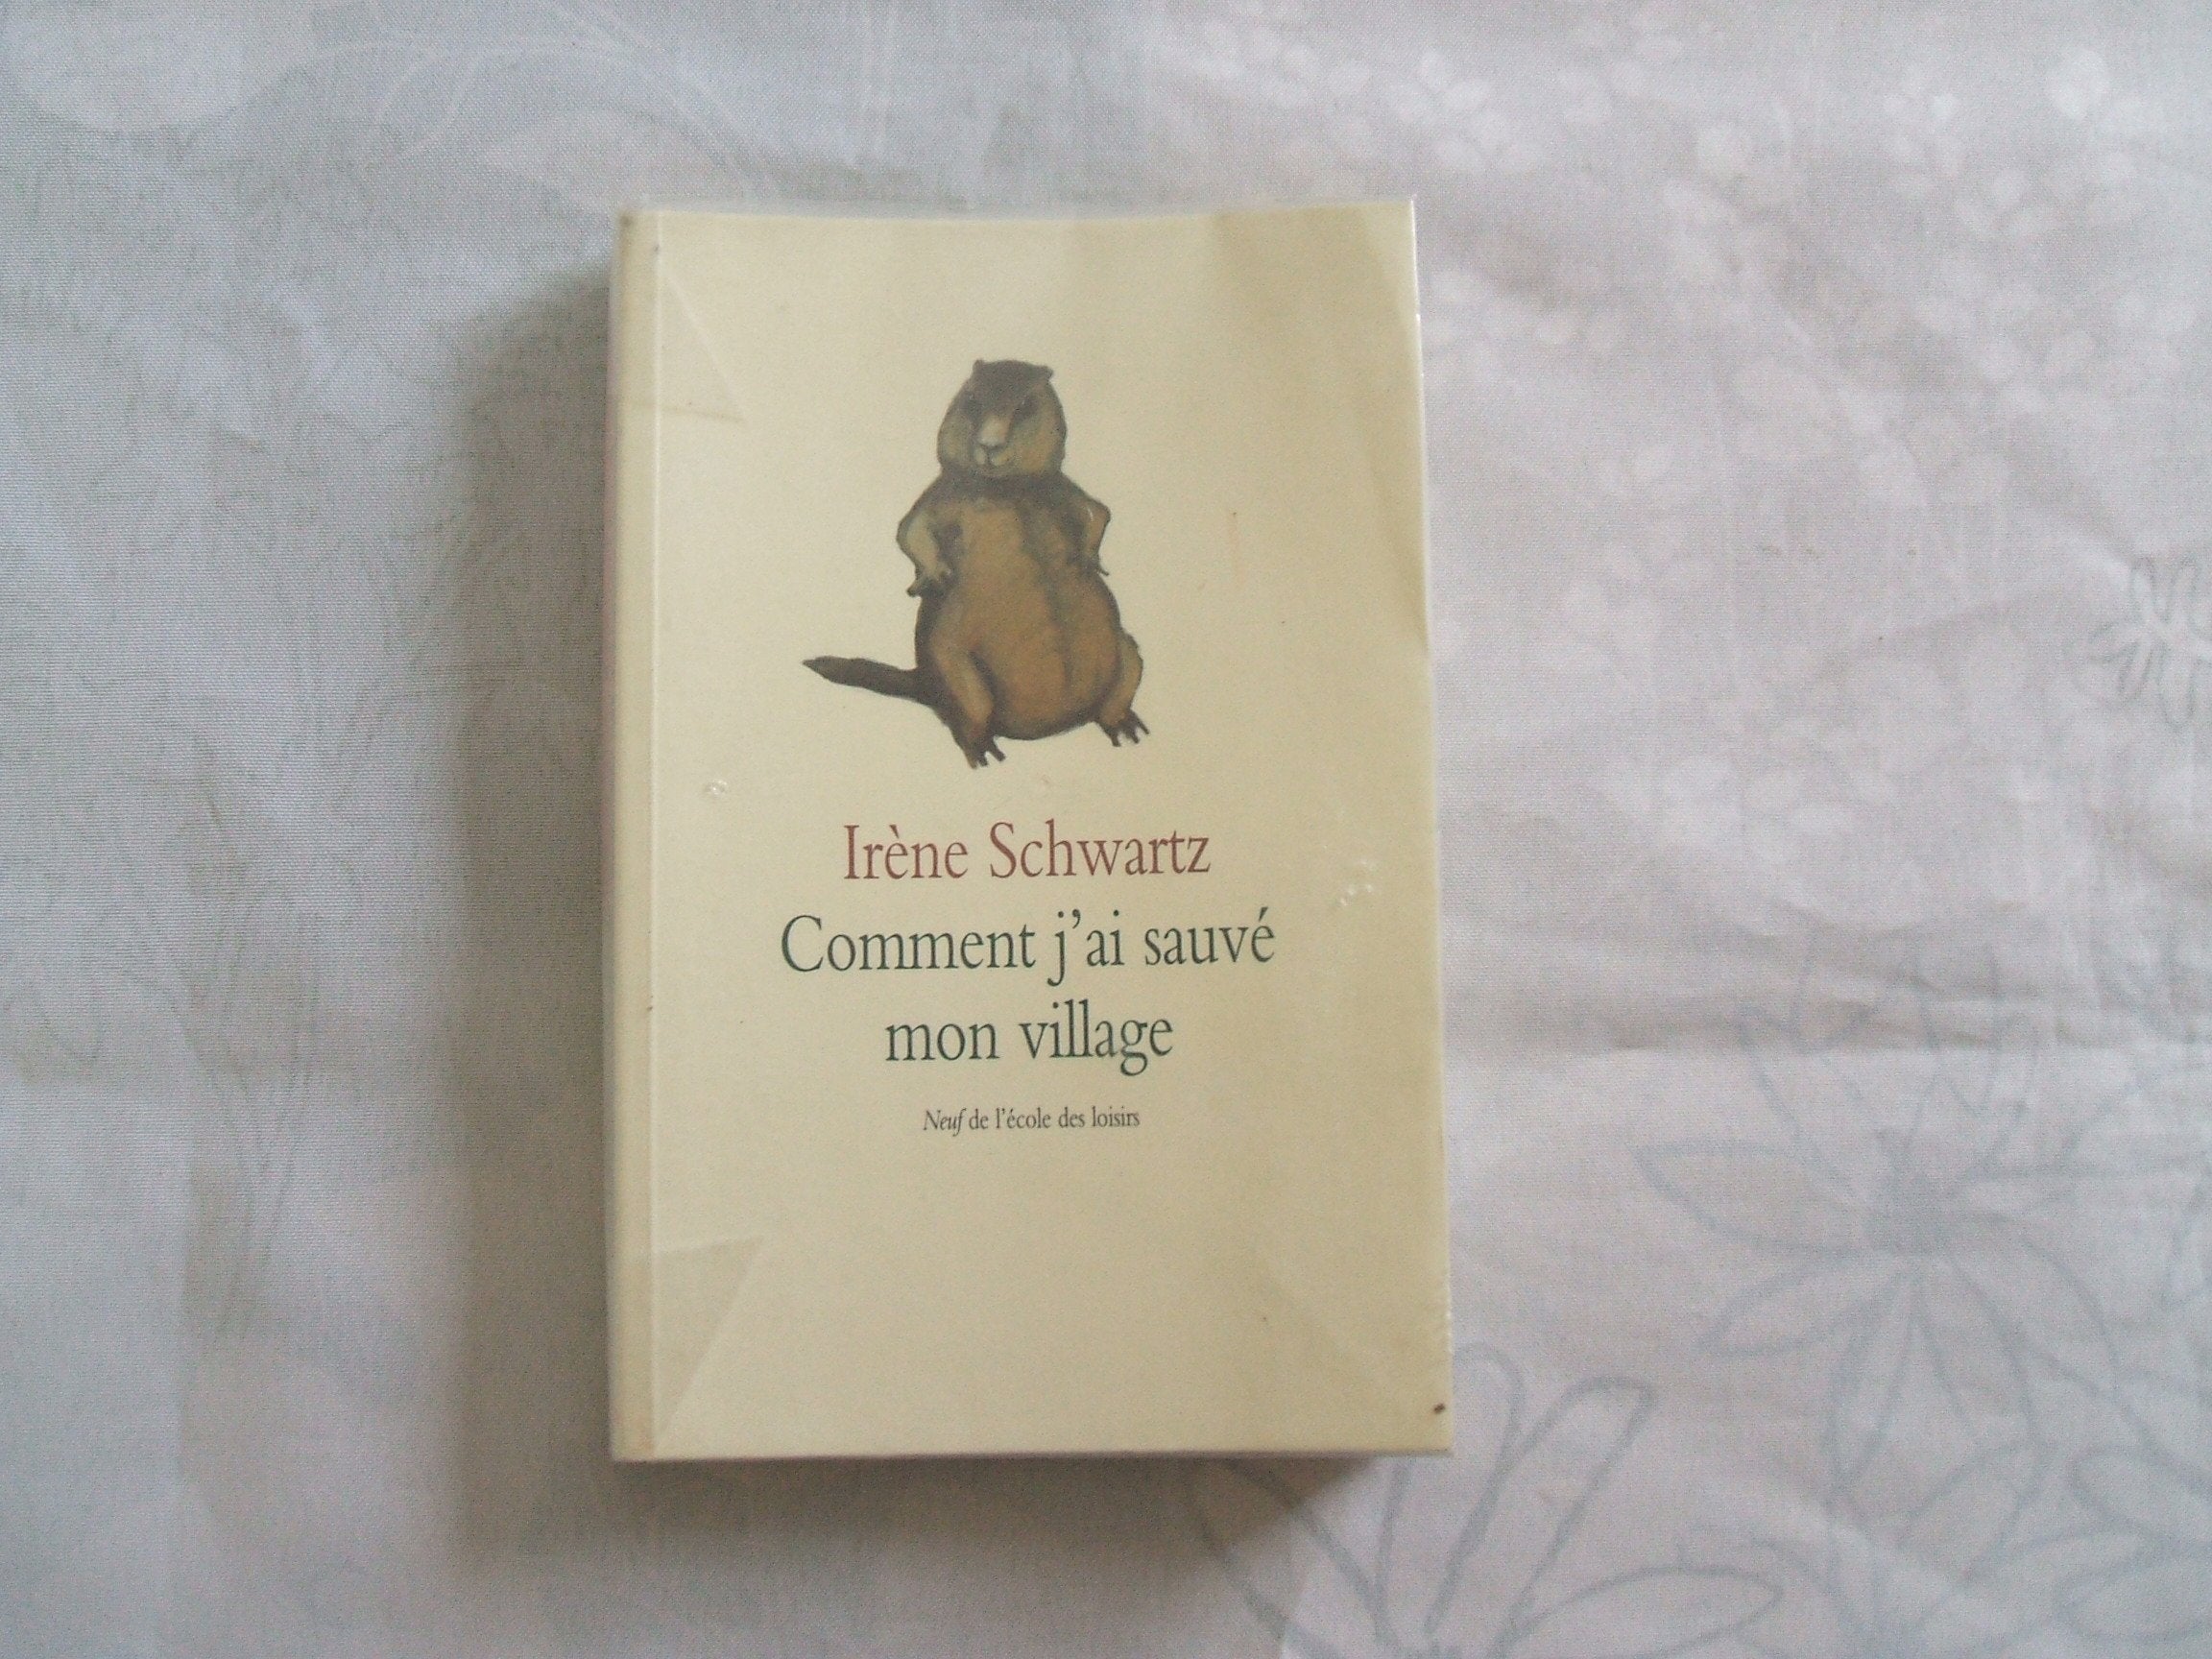 Irène Schwartz
Comment j'ai sauvé
mon village
Neuf de l'école des loisirs